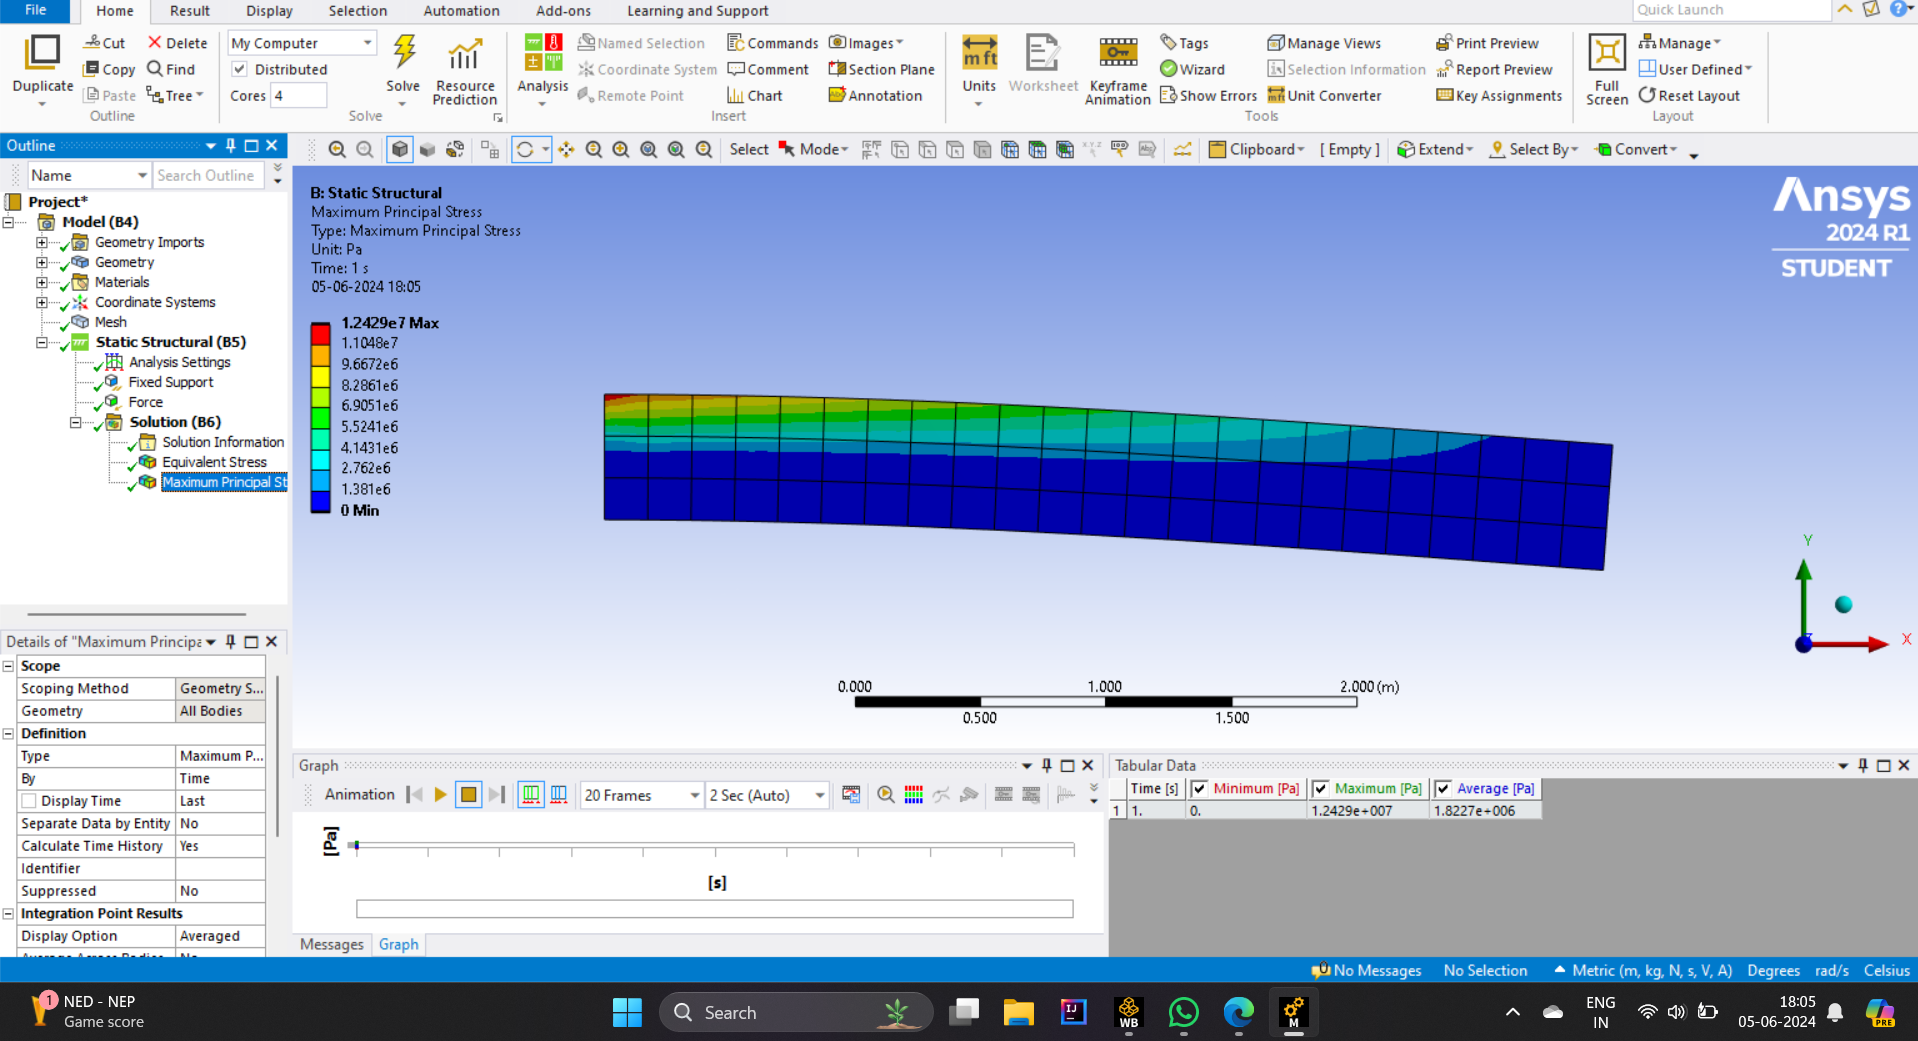 File
Home
Result
Display
Selection
Automation
Add-ons
Learning and Support
Quick Launch
Duplicate
Cut
Copy
Paste
Delete
Find
Tree
Outline
My Computer
Distributed
Cores 4
Solve
Resource
Prediction
Solve
Analysis
Named Selection
Coordinate System
Remote Point
Commands
Comment
Chart
Images
Section Plane
Annotation
Insert
mft
Units
Worksheet
Keyframe
Animation
Tags
Wizard
Show Errors
Manage Views
Selection Information
Unit Converter
Print Preview
Report Preview
Key Assignments
Tools
Full
Screen
Manage
User Defined
Reset Layout
Layout
Outline
Name
Search Outline
Select
Mode
Clipboard
[ Empty ]
Extend
Select By
Convert
Project*
Model (B4)
Geometry Imports
Geometry
Materials
Coordinate Systems
Mesh
Static Structural (B5)
Analysis Settings
Fixed Support
Force
Solution (B6)
Solution Information
Equivalent Stress
Maximum Principal St
B: Static Structural
Maximum Principal Stress
Type: Maximum Principal Stress
Unit: Pa
Time: 1 s
05-06-2024 18:05
1.2429e7 Max
1.1048e7
9.6672e6
8.2861e6
6.9051e6
5.5241e6
4.1431e6
2.762e6
1.381e6
0 Min
Ansys
2024 R1
STUDENT
Y
Z
X
0.000
1.000
2.000 (m)
0.500
1.500
Details of "Maximum Principa
Scope
Scoping Method Geometry S...
Geometry All Bodies
Definition
Type Maximum P...
By Time
Display Time Last
Separate Data by Entity No
Calculate Time History Yes
Identifier
Suppressed No
Integration Point Results
Display Option Averaged
Average Across Bodies No
Graph
Animation
20 Frames
2 Sec (Auto)
[Pa]
[s]
Messages
Graph
Tabular Data
Time [s] Minimum [Pa] Maximum [Pa] Average [Pa]
1 1. 0. 1.2429e+007 1.8227e+006
0 No Messages
No Selection
Metric (m, kg, N, s, V, A)
Degrees
rad/s
Celsius
1
NED - NEP
Game score
Search
IJ
WB
M
ENG
IN
18:05
05-06-2024
PRE